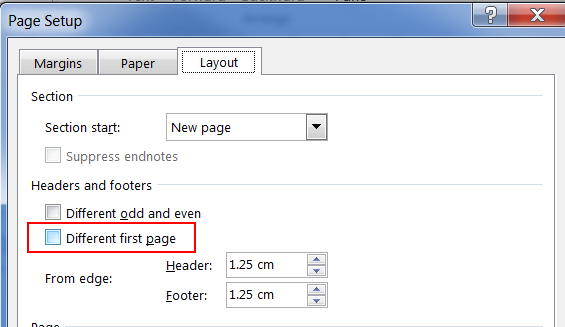 Page Setup
Margins Paper Layout
Section
Section start: New page
Suppress endnotes
Headers and footers
Different odd and even
Different first page
Header: 1.25 cm
From edge:
Footer: 1.25 cm